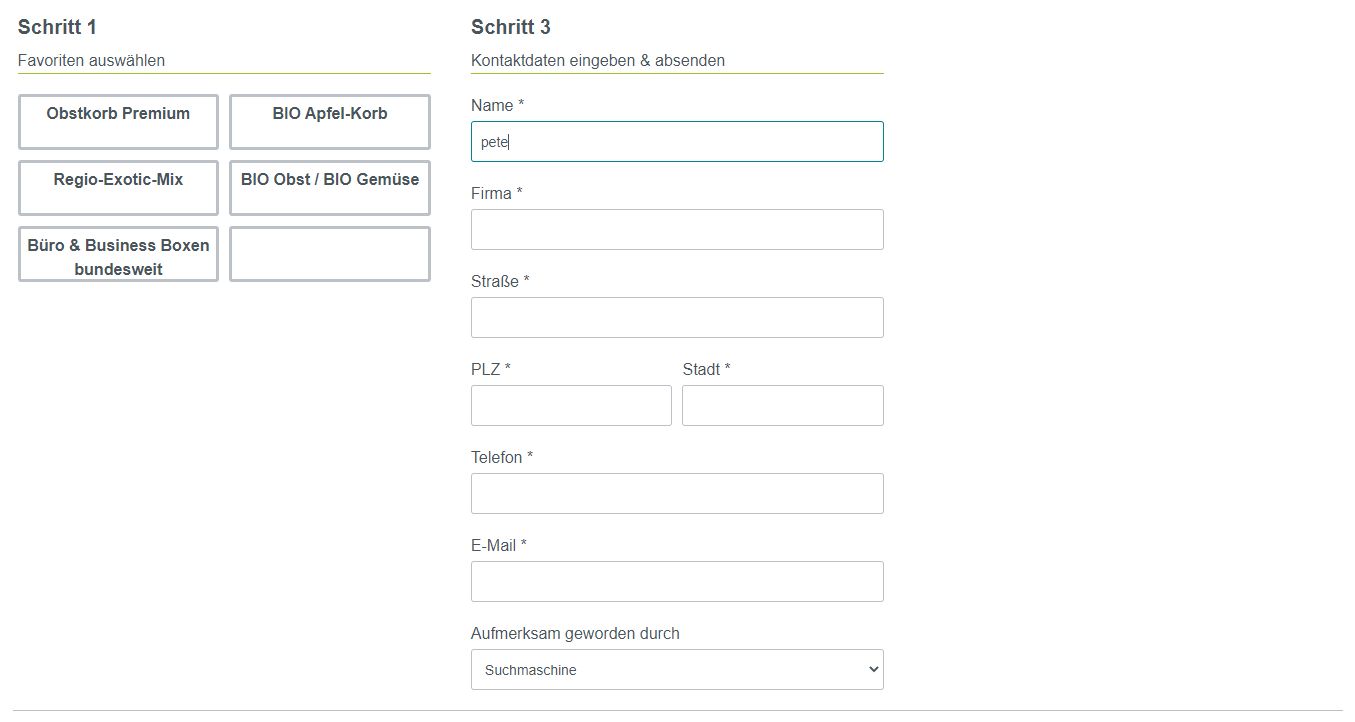 Schritt 1
Favoriten auswählen
Obstkorb Premium
BIO Apfel-Korb
Regio-Exotic-Mix
BIO Obst / BIO Gemüse
Büro & Business Boxen
bundesweit
Schritt 3
Kontaktdaten eingeben & absenden
Name *
pete
Firma *
Straße *
PLZ *
Stadt *
Telefon *
E-Mail *
Aufmerksam geworden durch
Suchmaschine